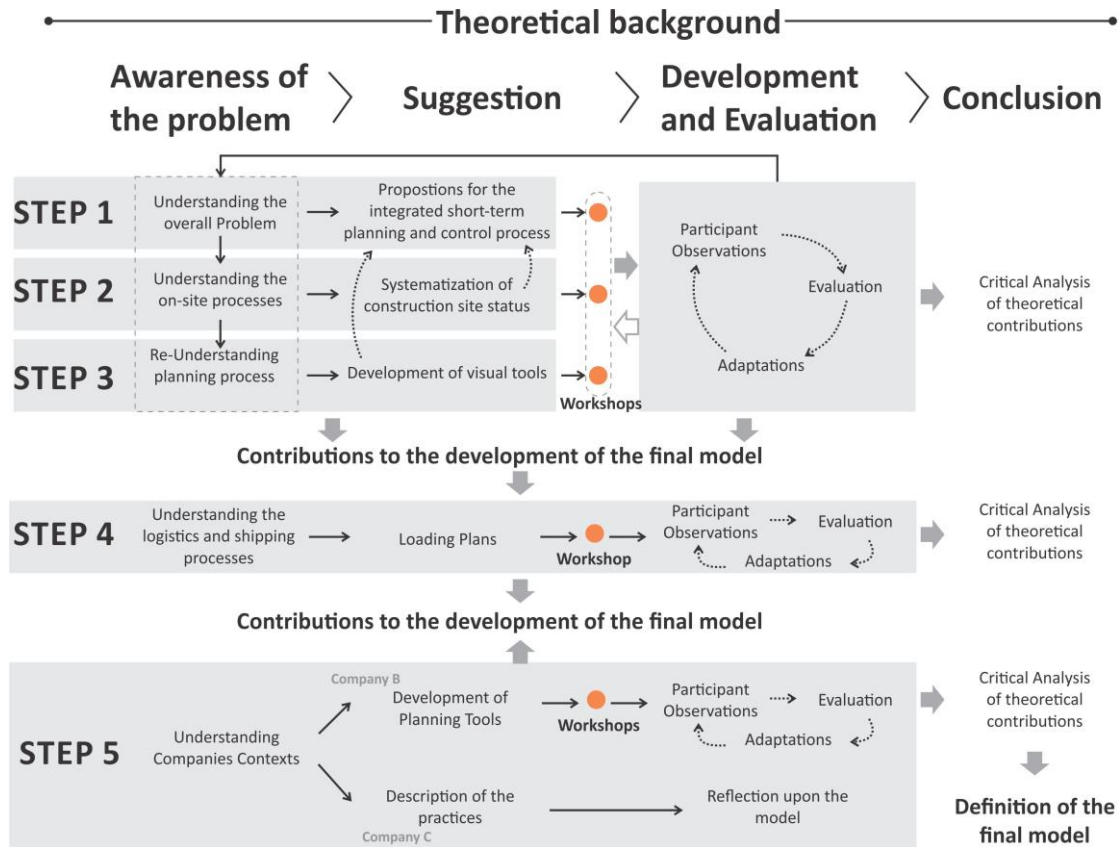 Theoretical background
Awareness of
the problem
Suggestion
Development
and Evaluation
Conclusion
STEP 1
Understanding the
overall Problem
Propostions for the
integrated short-term
planning and control process
STEP 2
Understanding the
on-site processes
Systematization of
construction site status
STEP 3
Re-Understanding
planning process
Development of visual tools
Workshops
Participant
Observations
Evaluation
Adaptations
Critical Analysis
of theoretical
contributions
Contributions to the development of the final model
STEP 4
Understanding the
logistics and shipping
processes
Loading Plans
Workshop
Participant
Observations
Evaluation
Adaptations
Critical Analysis
of theoretical
contributions
Contributions to the development of the final model
STEP 5
Understanding
Companies Contexts
Company B
Development of
Planning Tools
Workshops
Participant
Observations
Evaluation
Adaptations
Description of the
practices
Company C
Reflection upon the
model
Critical Analysis
of theoretical
contributions
Definition of the
final model